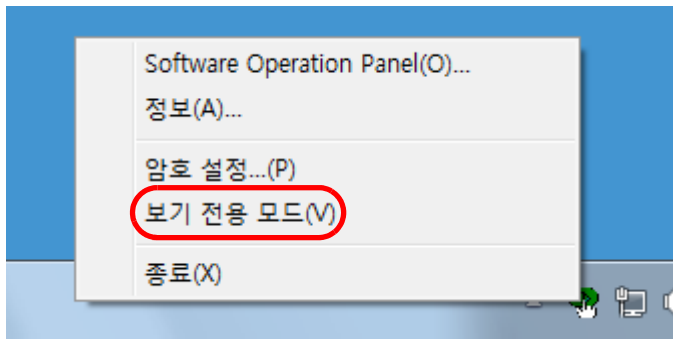 Software Operation Panel(O)...
정보(A)...
암호 설정...(P)
보기 전용 모드(V)
종료(X)